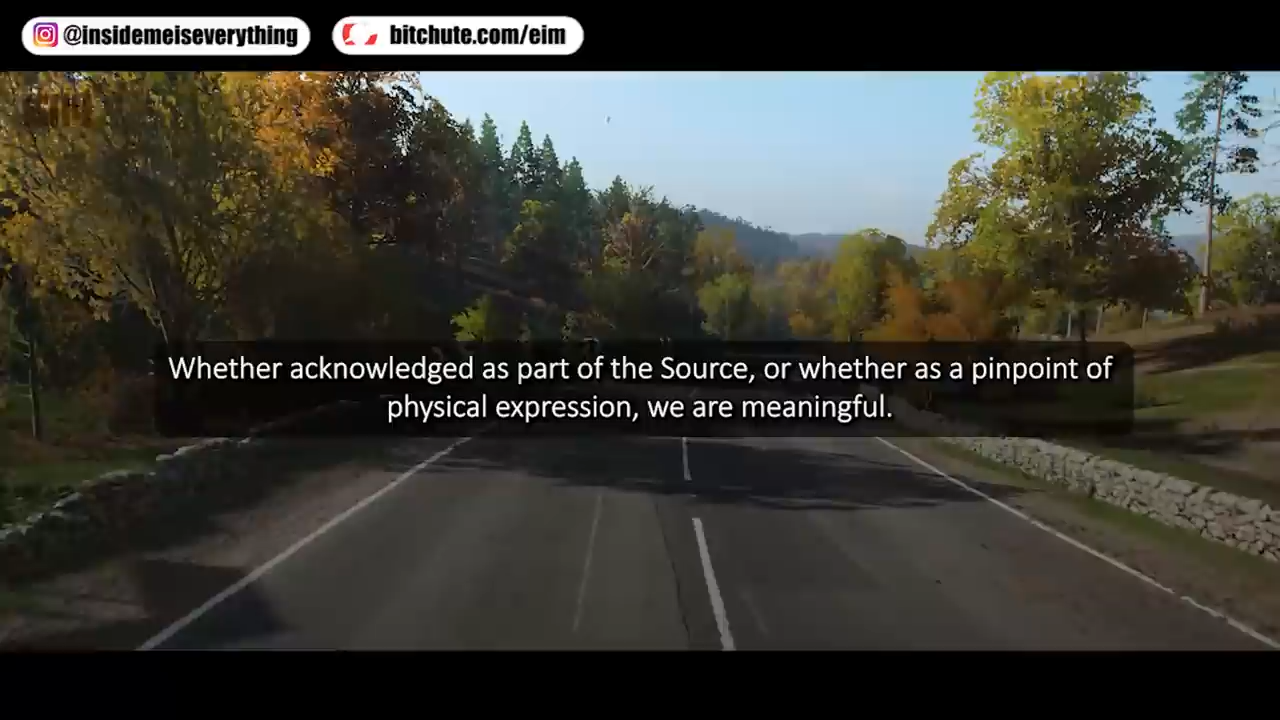 @insidemeiseverything
bitchute.com/eim
Whether acknowledged as part of the Source, or whether as a pinpoint of
physical expression, we are meaningful.